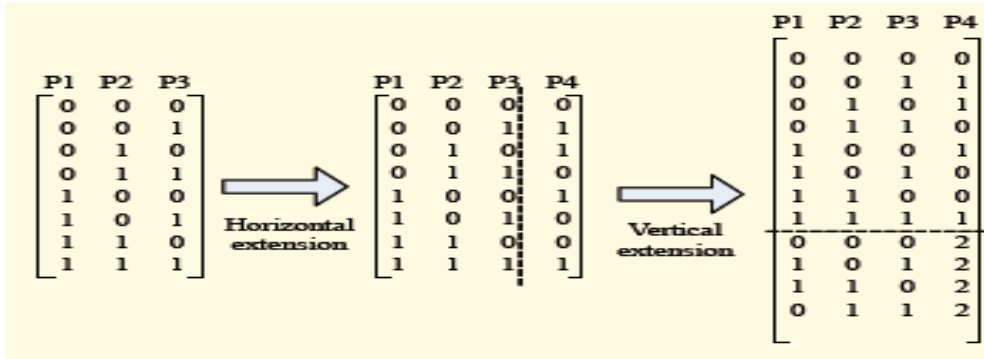 P1 P2 P3
0 0 0
0 0 1
0 1 0
0 1 1
1 0 0
1 0 1
1 1 0
1 1 1
Horizontal
extension
P1 P2 P3 P4
0 0 0 0
0 0 1 1
0 1 0 1
0 1 1 0
1 0 0 1
1 0 1 0
1 1 0 0
1 1 1 1
Vertical
extension
P1 P2 P3 P4
0 0 0 0
0 0 1 1
0 1 0 1
0 1 1 0
1 0 0 1
1 0 1 0
1 1 0 0
1 1 1 1
0 0 0 2
1 0 1 2
1 1 0 2
0 1 1 2